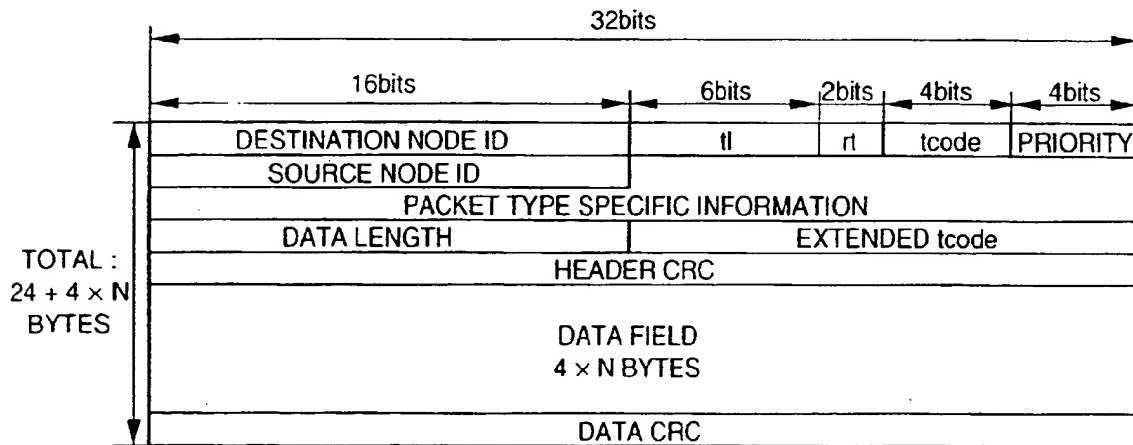 32bits
16bits 6bits 2bits 4bits 4bits
DESTINATION NODE ID tl rt tcode PRIORITY
SOURCE NODE ID
PACKET TYPE SPECIFIC INFORMATION
DATA LENGTH EXTENDED tcode
HEADER CRC
TOTAL :
24 + 4 × N
BYTES
DATA FIELD
4 × N BYTES
DATA CRC